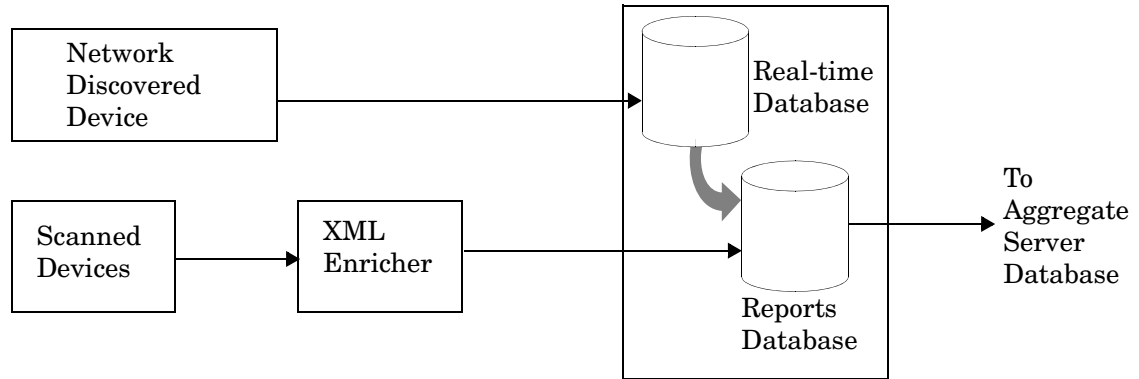 Network
Discovered
Device
Real-time
Database
Scanned
Devices
XML
Enricher
Reports
Database
To
Aggregate
Server
Database